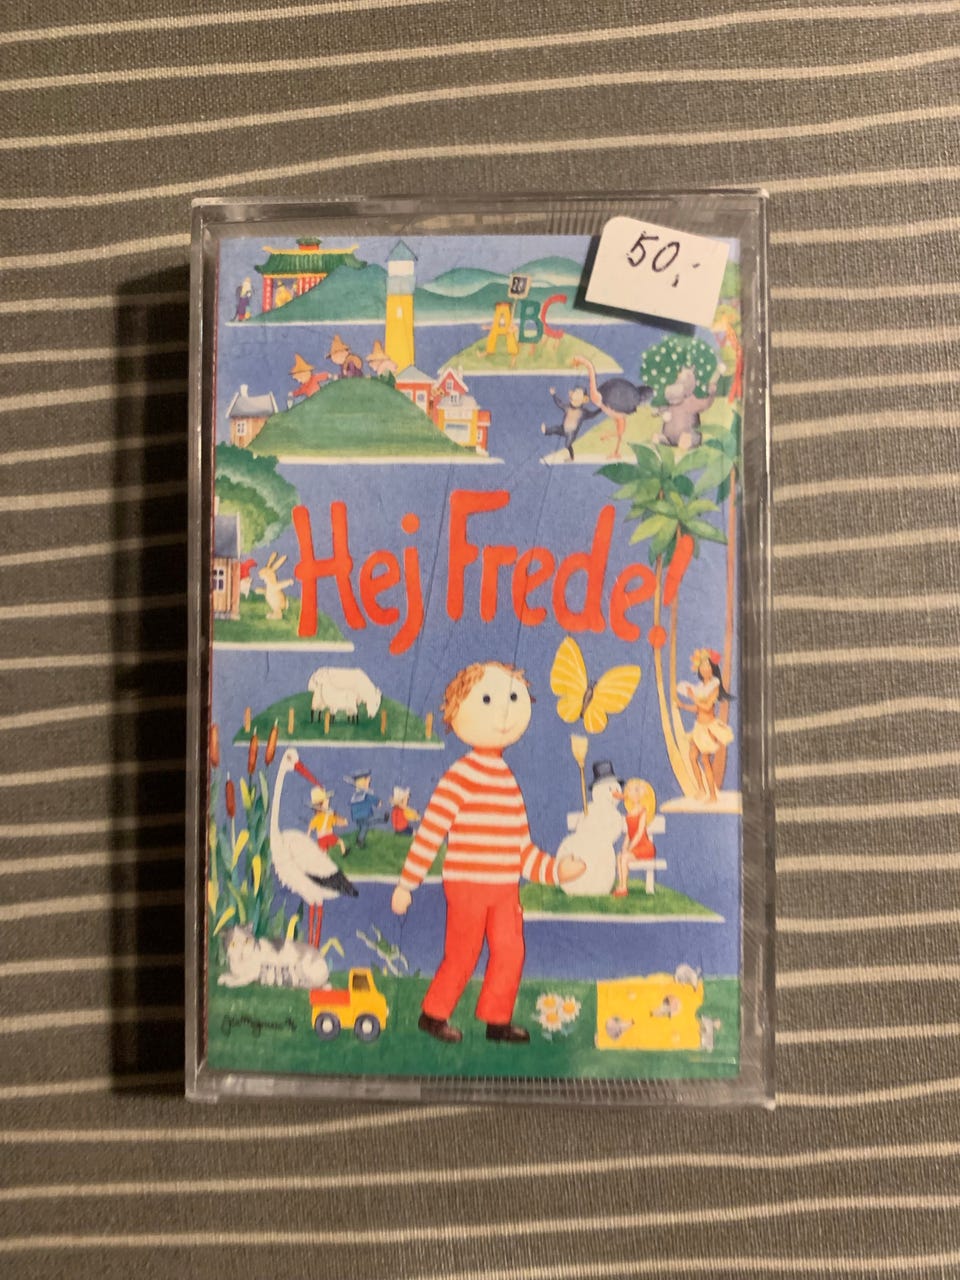 50,-
ABC
Hej Frede!